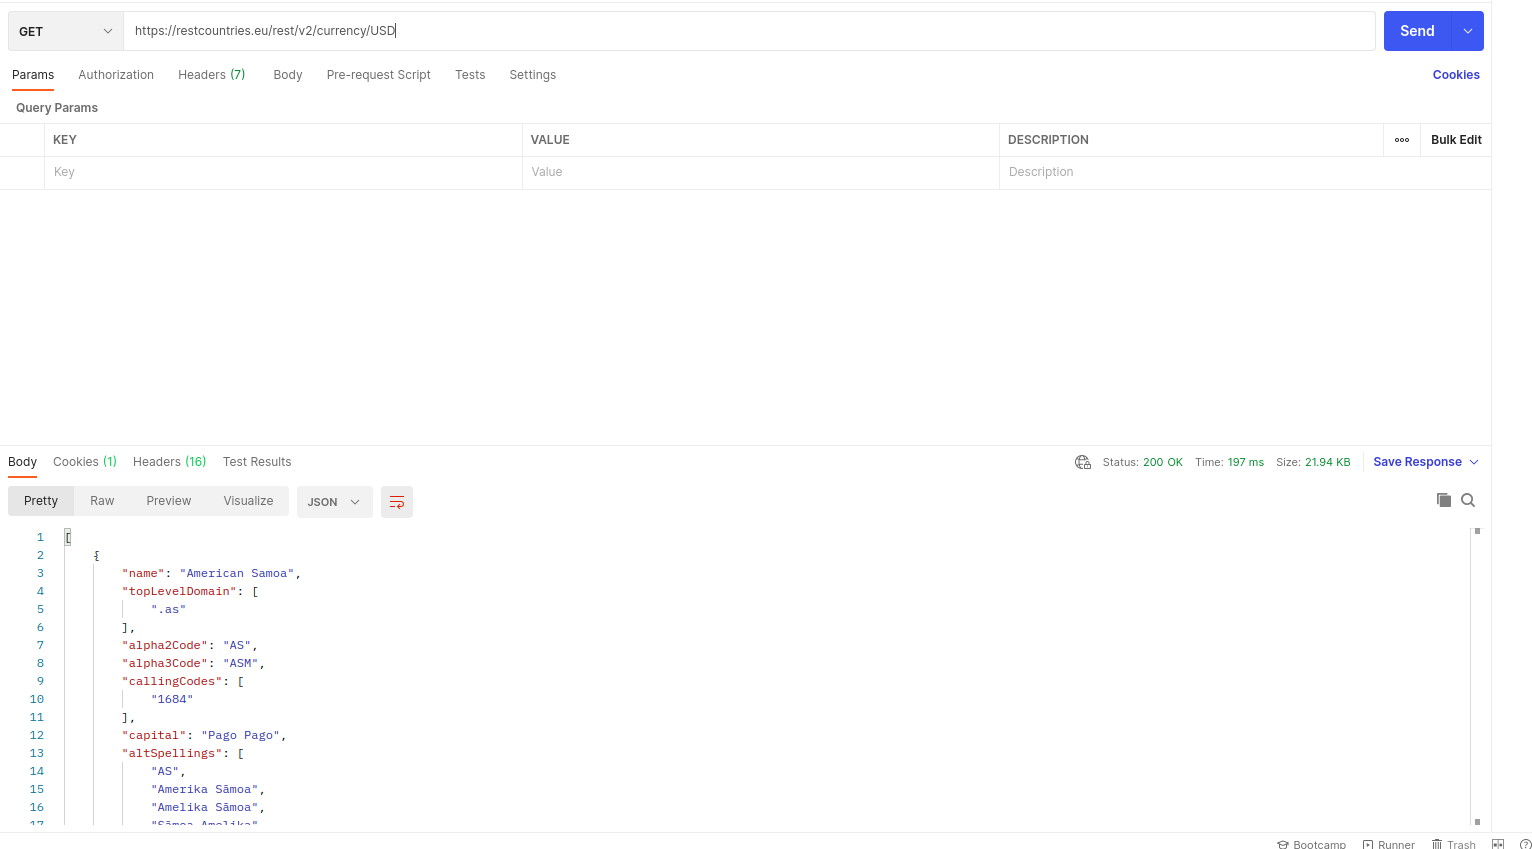 GET https://restcountries.eu/rest/v2/currency/USD Send
Params Authorization Headers (7) Body Pre-request Script Tests Settings Cookies
Query Params
KEY VALUE DESCRIPTION Bulk Edit
Key Value Description
Body Cookies (1) Headers (16) Test Results Status: 200 OK Time: 197 ms Size: 21.94 KB Save Response
Pretty Raw Preview Visualize JSON
1 [
2 {
3 "name": "American Samoa",
4 "topLevelDomain": [
5 ".as"
6 ],
7 "alpha2Code": "AS",
8 "alpha3Code": "ASM",
9 "callingCodes": [
10 "1684"
11 ],
12 "capital": "Pago Pago",
13 "altSpellings": [
14 "AS",
15 "Amerika Sāmoa",
16 "Amelika Sāmoa",
17 "Sāmoa Amelika"
Bootcamp Runner Trash